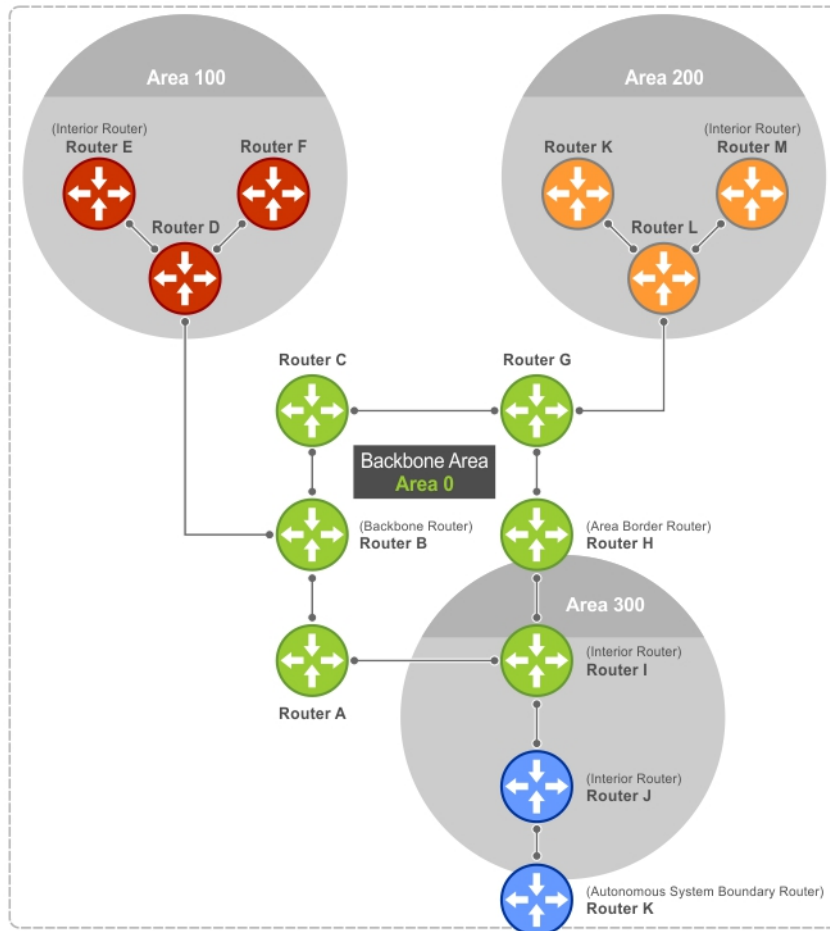 Area 100
Area 200
(Interior Router)
Router E
Router F
Router K
(Interior Router)
Router M
Router D
Router L
Router C
Router G
Backbone Area
Area 0
(Backbone Router)
Router B
(Area Border Router)
Router H
Area 300
(Interior Router)
Router I
Router A
(Interior Router)
Router J
(Autonomous System Boundary Router)
Router K